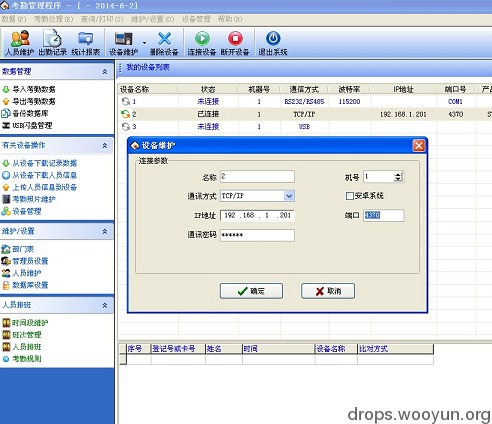 考勤管理程序 - [ - 2014-6-2]
数据(F) 考勤处理(E) 查询/打印(S) 维护/设置(O) 设备管理 帮助(H)
人员维护 出勤记录 统计报表 设备维护 删除设备 连接设备 断开设备 退出系统
数据管理
导入考勤数据
导出考勤数据
备份数据库
USB闪盘管理
有关设备操作
从设备下载记录数据
从设备下载人员信息
上传人员信息到设备
考勤照片维护
设备管理
维护/设置
部门表
管理员设置
人员维护
数据库设置
人员排班
时间段维护
班次管理
人员排班
考勤规则
我的设备列表
设备名称 状态 机器号 通信方式 波特率 IP地址 端口号 产品
1 未连接 1 RS232/RS485 115200 COM1
2 已连接 1 TCP/IP 192.168.1.201 4370
3 未连接 1 USB
设备维护
连接参数
名称 2 机号 1
通讯方式 TCP/IP 安卓系统
IP地址 192 .168 . 1 .201 端口 4370
通讯密码 ******
确定 取消
序号 登记号或卡号 姓名 时间 设备名称 比对方式
drops.wooyun.org